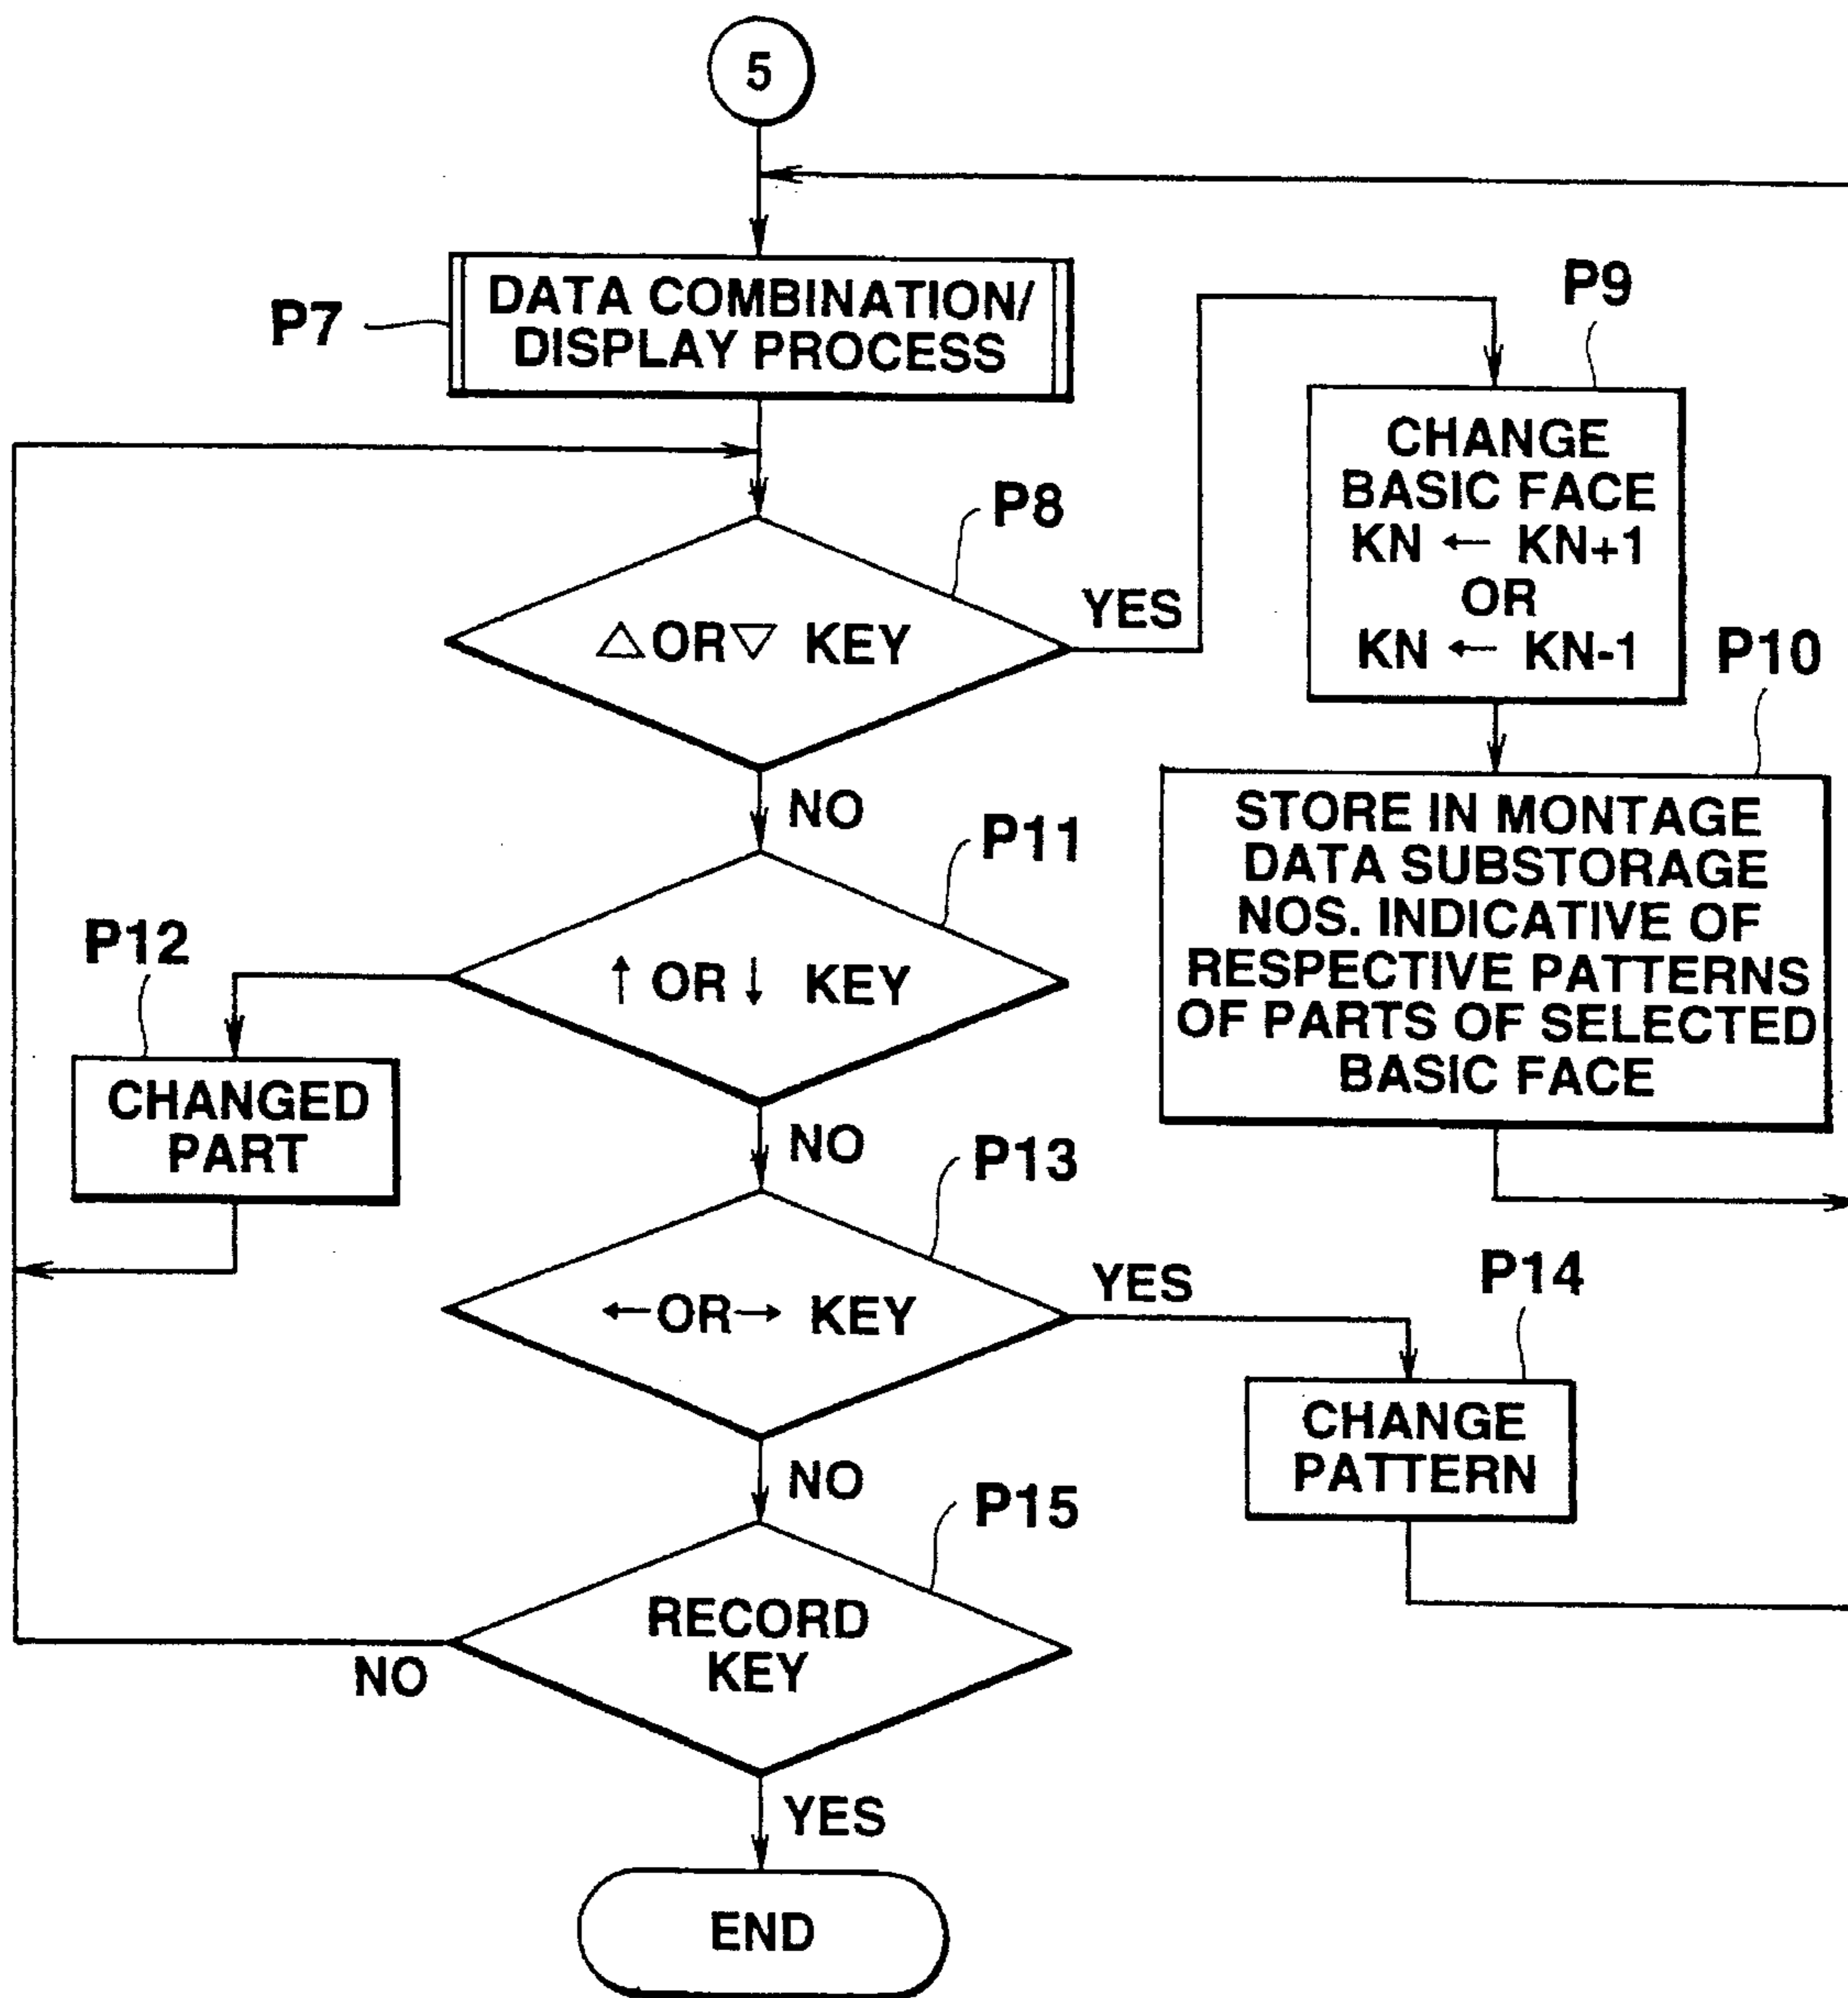 5
P7
DATA COMBINATION/
DISPLAY PROCESS
P8
△ OR ▽ KEY
YES
NO
P9
CHANGE
BASIC FACE
KN ← KN+1
OR
KN ← KN-1
P10
STORE IN MONTAGE
DATA SUBSTORAGE
NOS. INDICATIVE OF
RESPECTIVE PATTERNS
OF PARTS OF SELECTED
BASIC FACE
P11
↑ OR ↓ KEY
NO
P12
CHANGED
PART
P13
← OR → KEY
YES
NO
P14
CHANGE
PATTERN
P15
RECORD
KEY
NO
YES
END